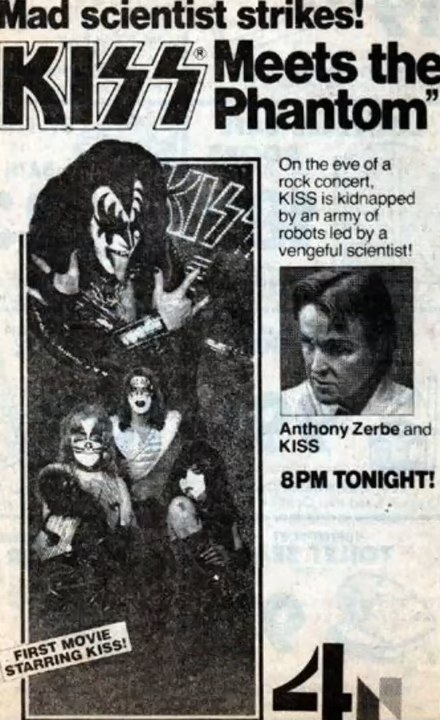 Mad scientist strikes!
KISS® Meets the
Phantom"
On the eve of a
rock concert,
KISS is kidnapped
by an army of
robots led by a
vengeful scientist!
KISS
Anthony Zerbe and
KISS
8PM TONIGHT!
FIRST MOVIE
STARRING KISS!
4N